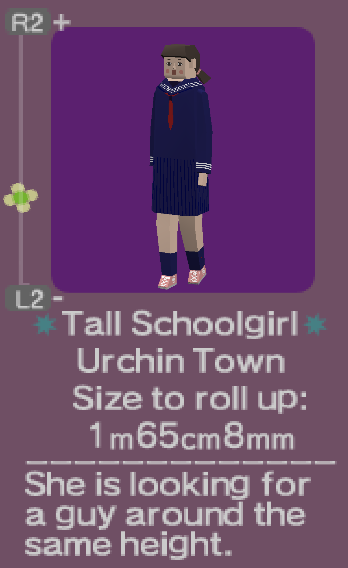 R2 +
L2 -
Tall Schoolgirl
Urchin Town
Size to roll up:
1m65cm8mm
She is looking for
a guy around the
same height.